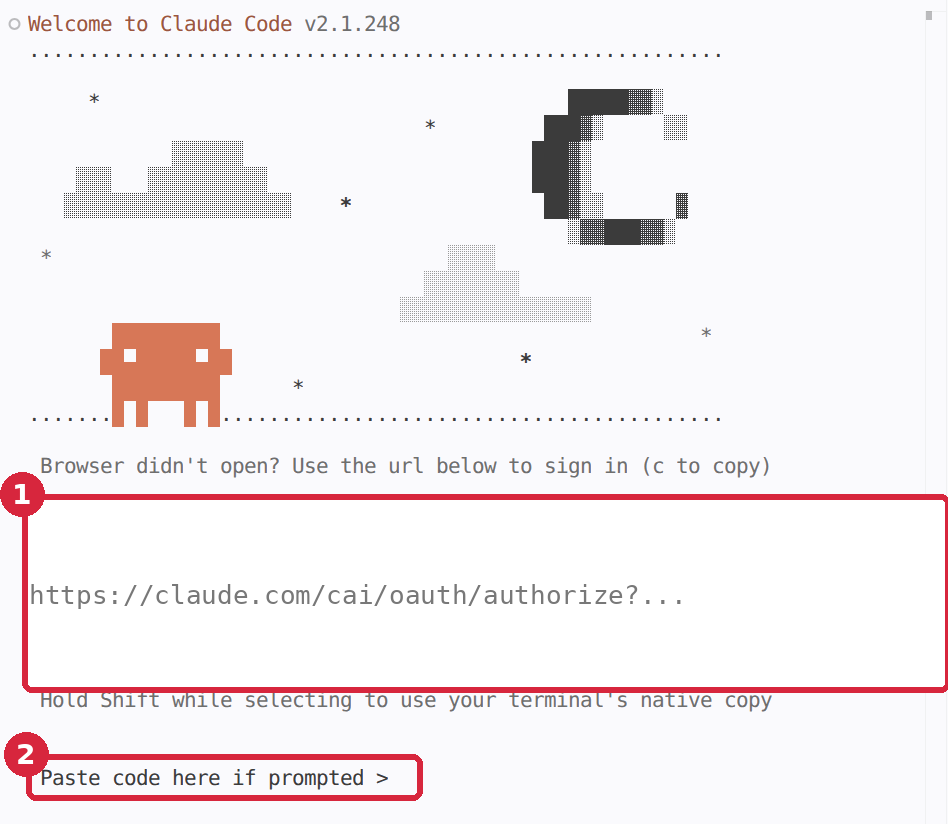 Welcome to Claude Code v2.1.248
..........................................................
*
*
*
*
*
*
*
..........................................................
Browser didn't open? Use the url below to sign in (c to copy)
1
https://claude.com/cai/oauth/authorize?...
Hold Shift while selecting to use your terminal's native copy
2
Paste code here if prompted >